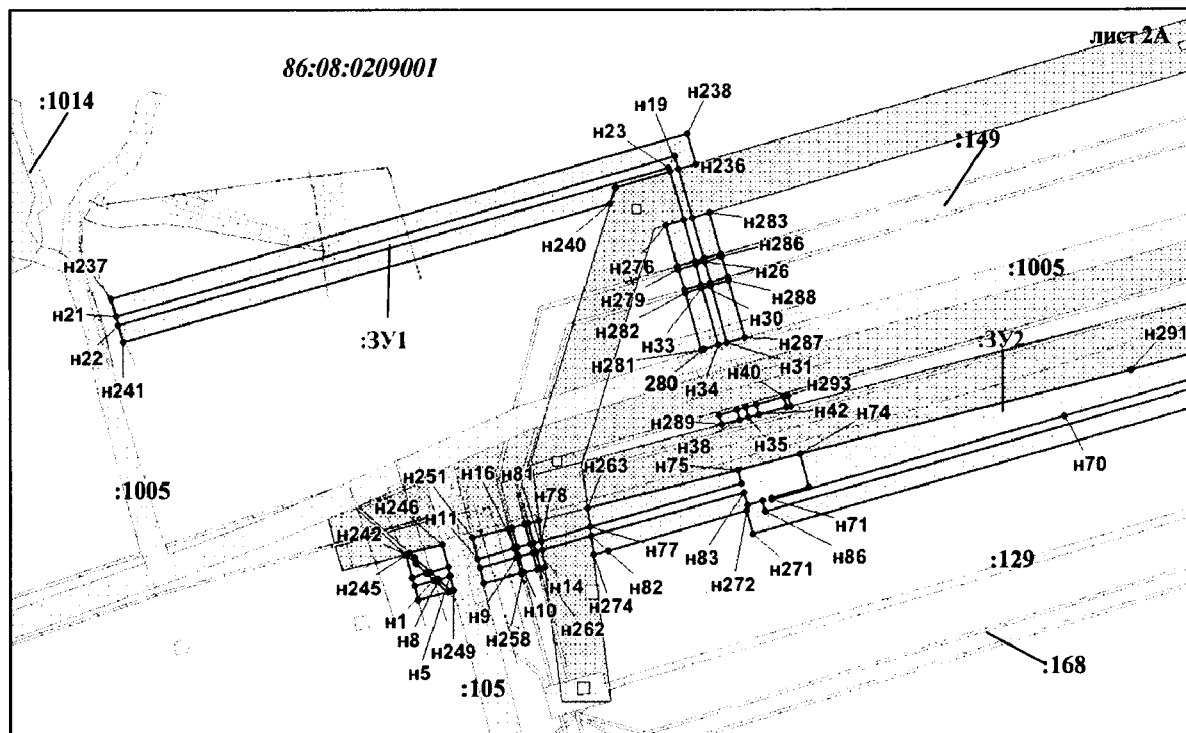 лист 2А
86:08:0209001
:1014
н19
н238
н23
н236
:149
н240
н283
н237
н276
н286
н26
:1005
н21
н279
н288
н22
н282
н30
:ЗУ1
н33
н287
:ЗУ2
н241
н281
н31
н291
280
н34
н40
н293
н289
н42
н74
н38
н35
н263
н75
н70
:1005
н251
н16
н81
н78
н246
н11
н71
н242
н77
н83
н86
н245
н14
н271
н82
н272
:129
н1
н9
н10
н274
н8
н258
н262
н5
н249
:105
:168